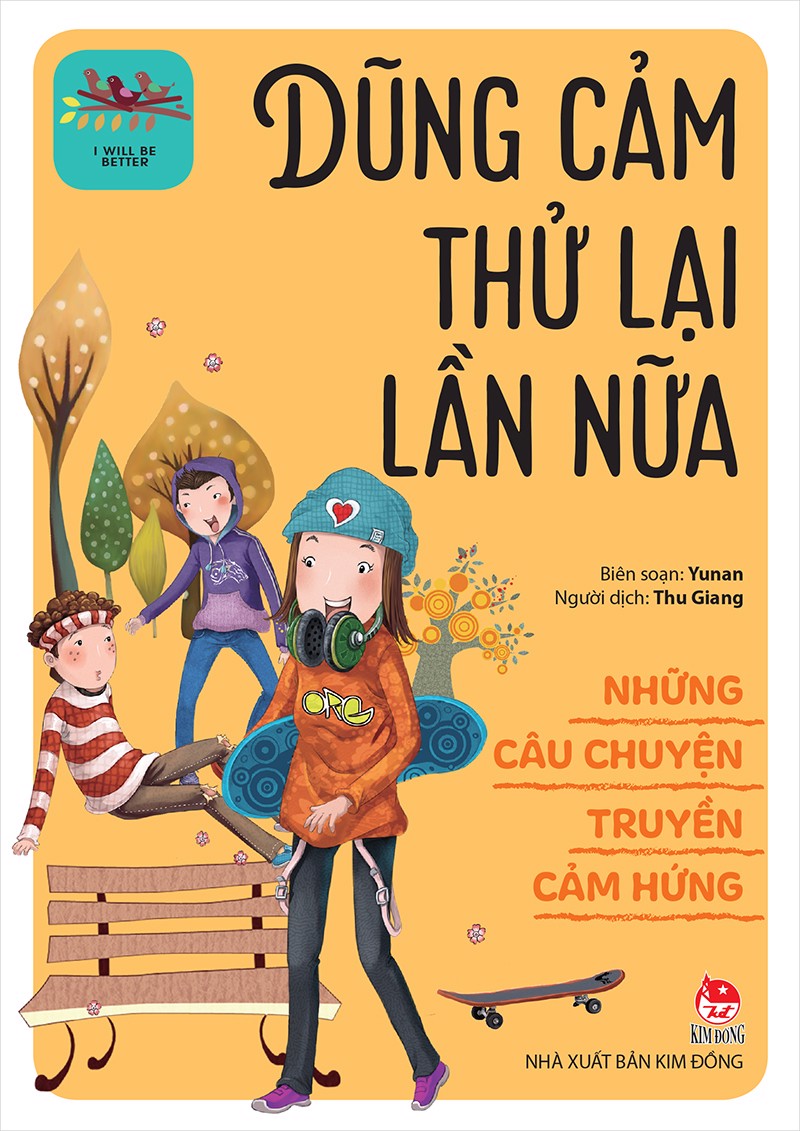 I WILL BE
BETTER
DŨNG CẢM
THỬ LẠI
LẦN NỮA
Biên soạn: Yunan
Người dịch: Thu Giang
NHỮNG
CÂU CHUYỆN
TRUYỀN
CẢM HỨNG
ORG
KIM ĐỒNG
NHÀ XUẤT BẢN KIM ĐỒNG